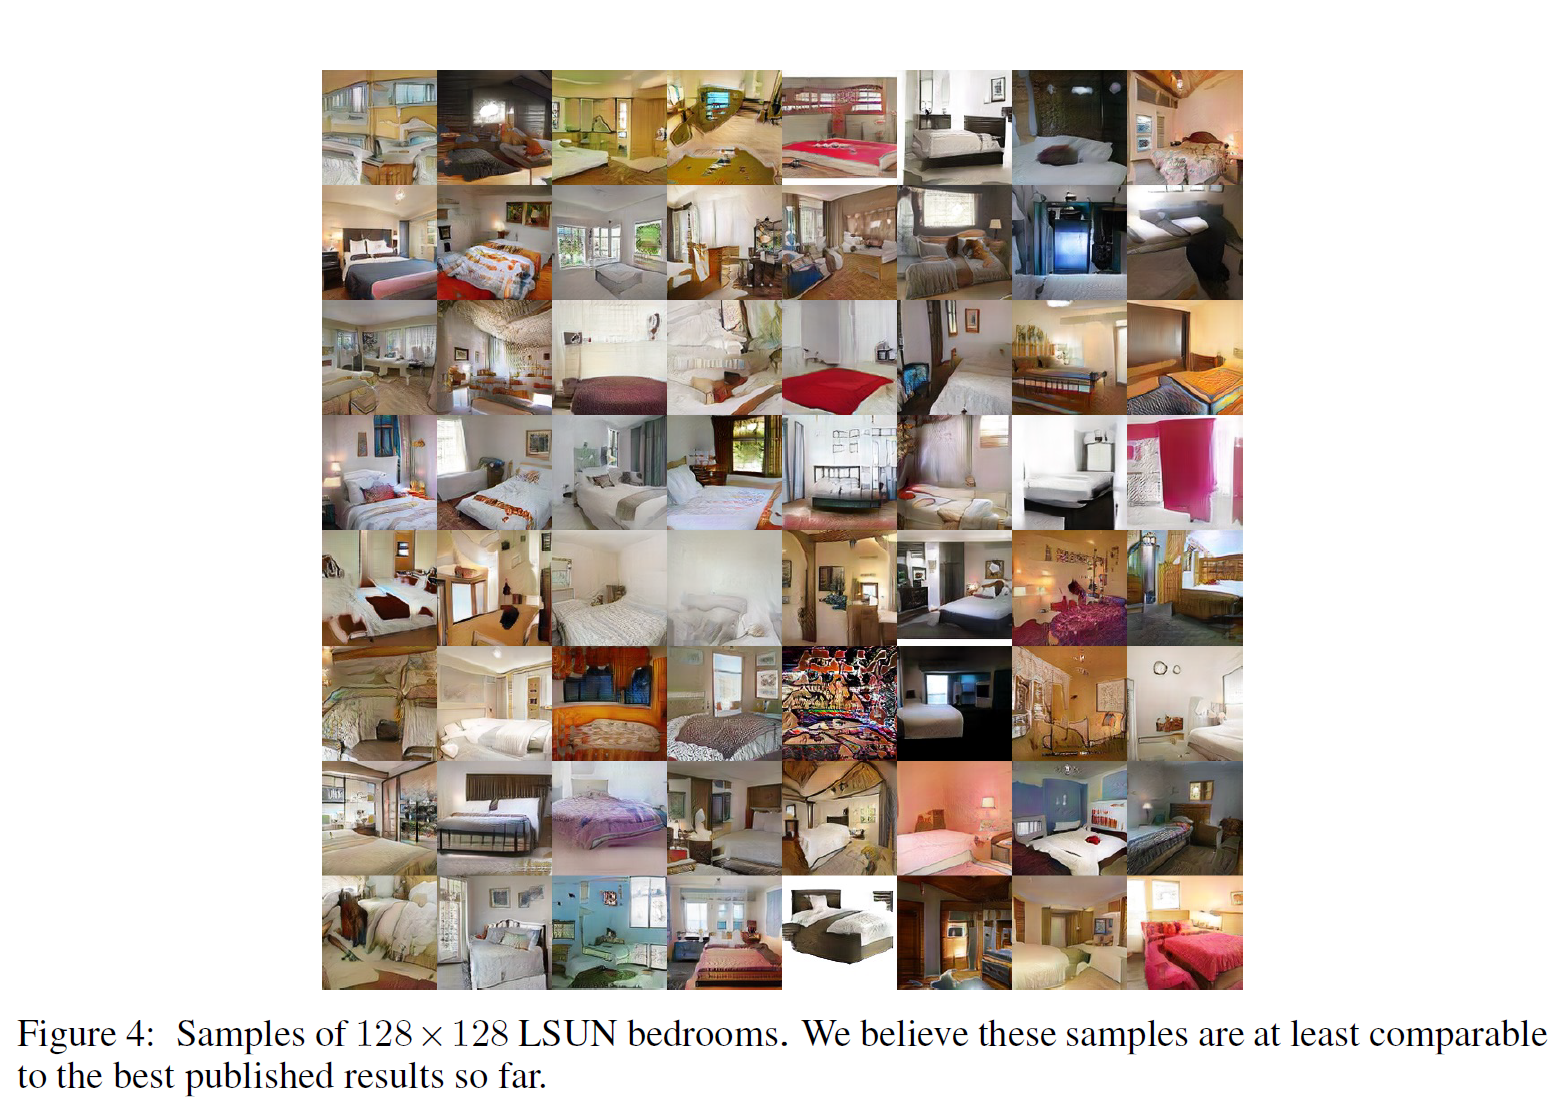 Figure 4: Samples of 128 × 128 LSUN bedrooms. We believe these samples are at least comparable
to the best published results so far.